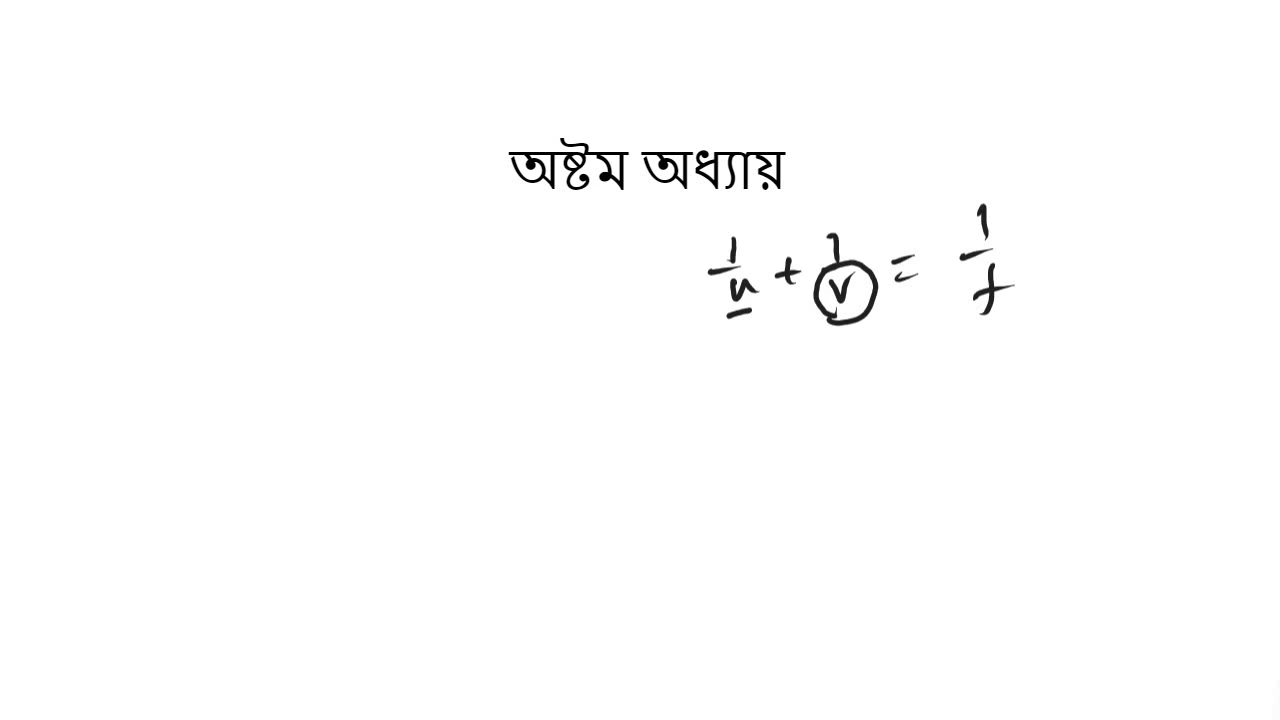 অষ্টম অধ্যায়
1/u + 1/v = 1/f